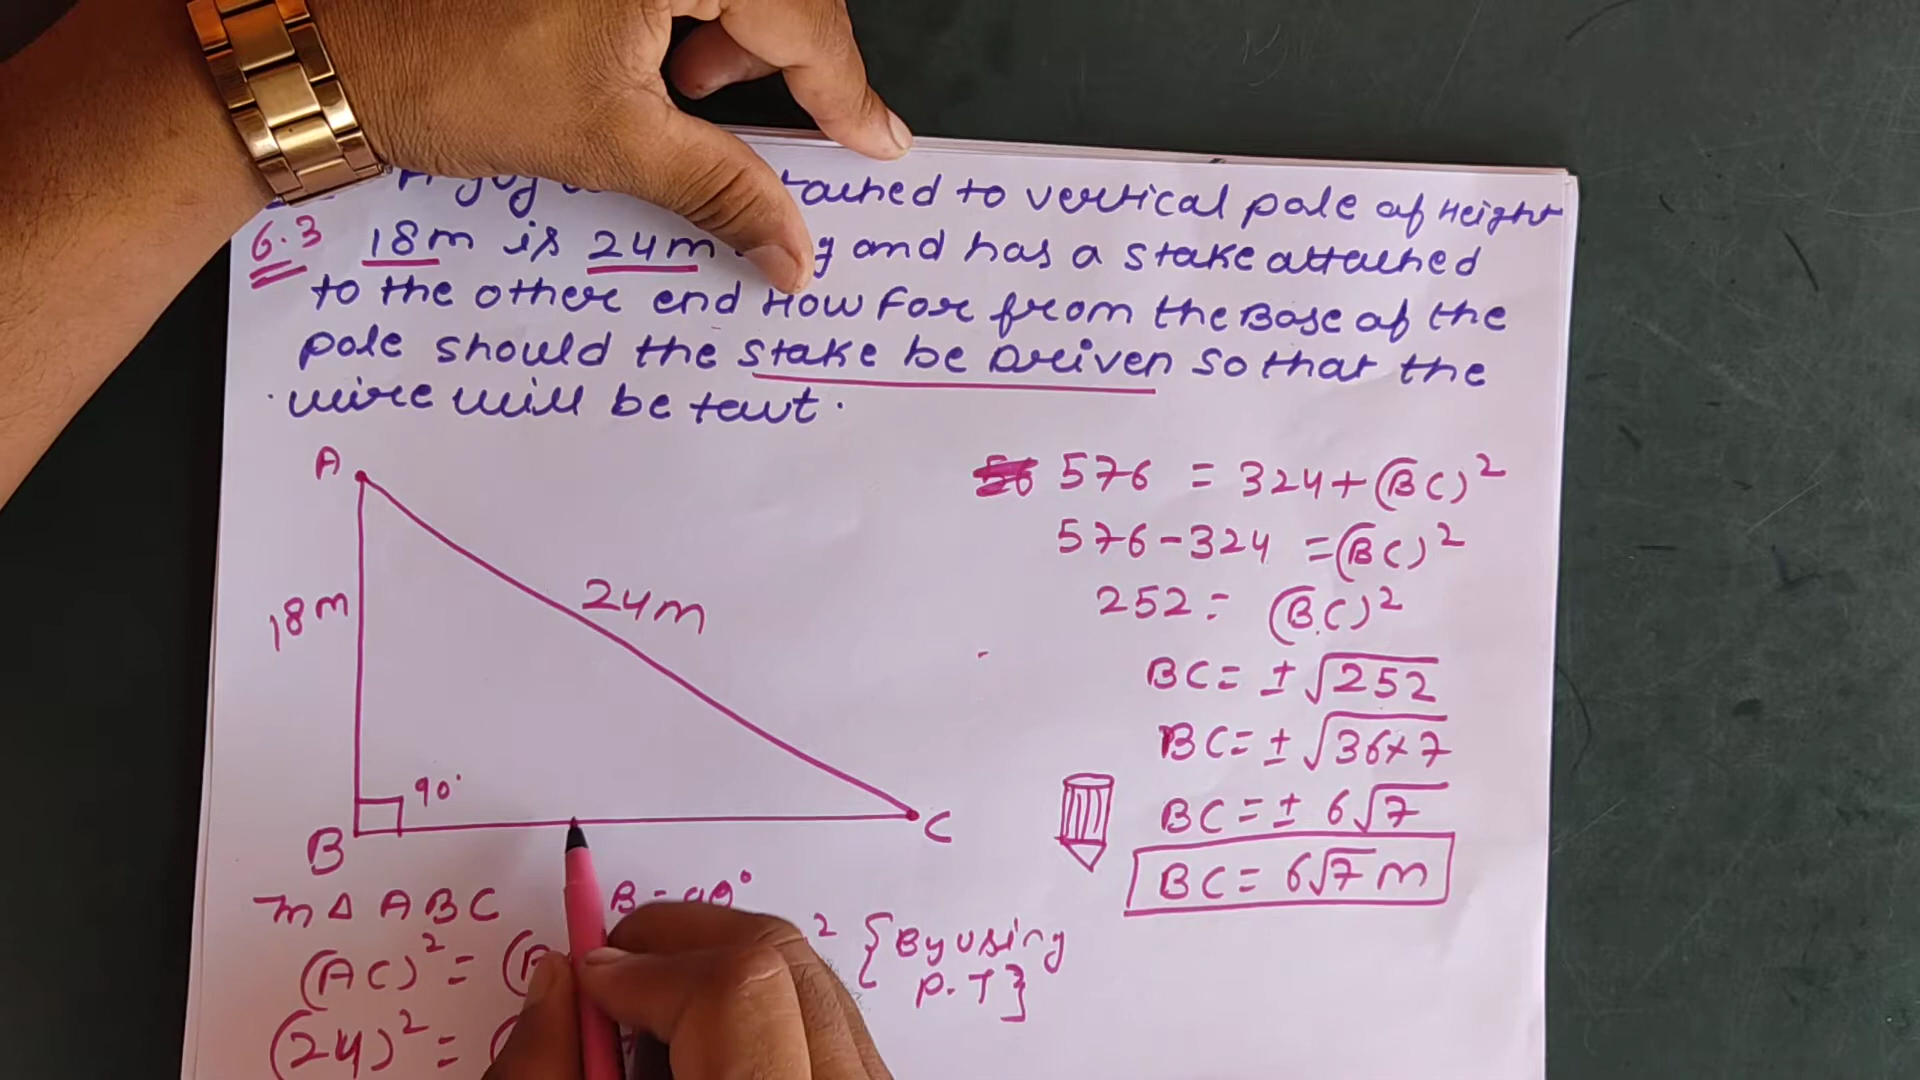 tached to vertical pole of Height
6.3 18m is 24m g and has a stake attached
to the other end How For from the Base of the
pole should the stake be Driven so that the
wire will be taut.
A
18m
24m
90°
B
C
In Δ ABC B = 90°
(AC)² = ( ² {By using
P.T}
(24)² = (
576 = 324+(BC)²
576-324 =(BC)²
252 = (BC)²
BC = ± √252
BC = ± √36×7
BC = ± 6√7
BC = 6√7 m